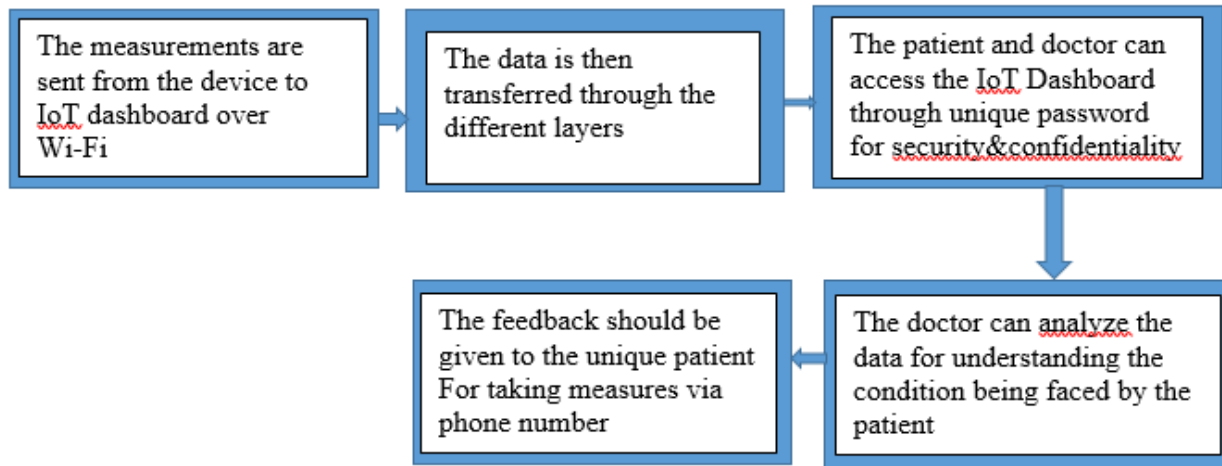 The measurements are
sent from the device to
IoT dashboard over
Wi-Fi
The data is then
transferred through the
different layers
The patient and doctor can
access the IoT Dashboard
through unique password
for security&confidentiality
The doctor can analyze the
data for understanding the
condition being faced by the
patient
The feedback should be
given to the unique patient
For taking measures via
phone number